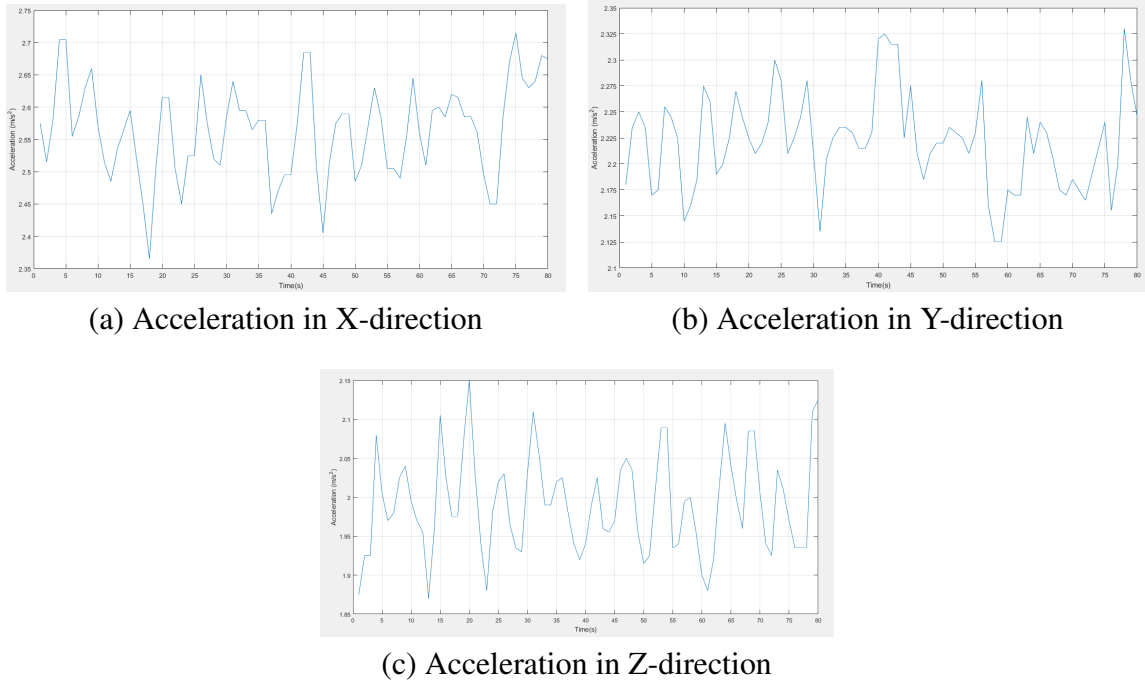 2.75
2.7
2.65
2.6
2.55
2.5
2.45
2.4
2.35
Acceleration (m/s²)
0 5 10 15 20 25 30 35 40 45 50 55 60 65 70 75 80
Time(s)
(a) Acceleration in X-direction
2.35
2.325
2.3
2.275
2.25
2.225
2.2
2.175
2.15
2.125
2.1
Acceleration (m/s²)
0 5 10 15 20 25 30 35 40 45 50 55 60 65 70 75 80
Time(s)
(b) Acceleration in Y-direction
2.15
2.1
2.05
2
1.95
1.9
1.85
Acceleration (m/s²)
0 5 10 15 20 25 30 35 40 45 50 55 60 65 70 75 80
Time(s)
(c) Acceleration in Z-direction